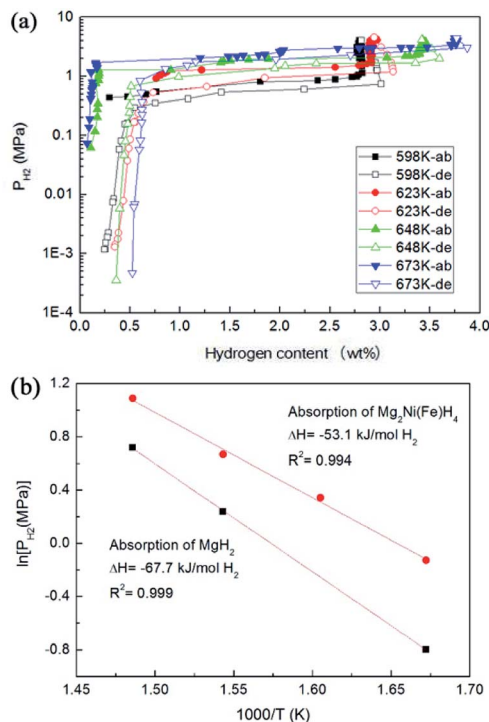 (a)
10
1
0.1
0.01
1E-3
1E-4
P_H2 (MPa)
598K-ab
598K-de
623K-ab
623K-de
648K-ab
648K-de
673K-ab
673K-de
0.0 0.5 1.0 1.5 2.0 2.5 3.0 3.5 4.0
Hydrogen content (wt%)
(b)
1.2
0.8
0.4
0.0
-0.4
-0.8
ln[P_H2(MPa)]
Absorption of Mg2Ni(Fe)H4
ΔH= -53.1 kJ/mol H2
R²= 0.994
Absorption of MgH2
ΔH= -67.7 kJ/mol H2
R²= 0.999
1.45 1.50 1.55 1.60 1.65 1.70
1000/T (K)